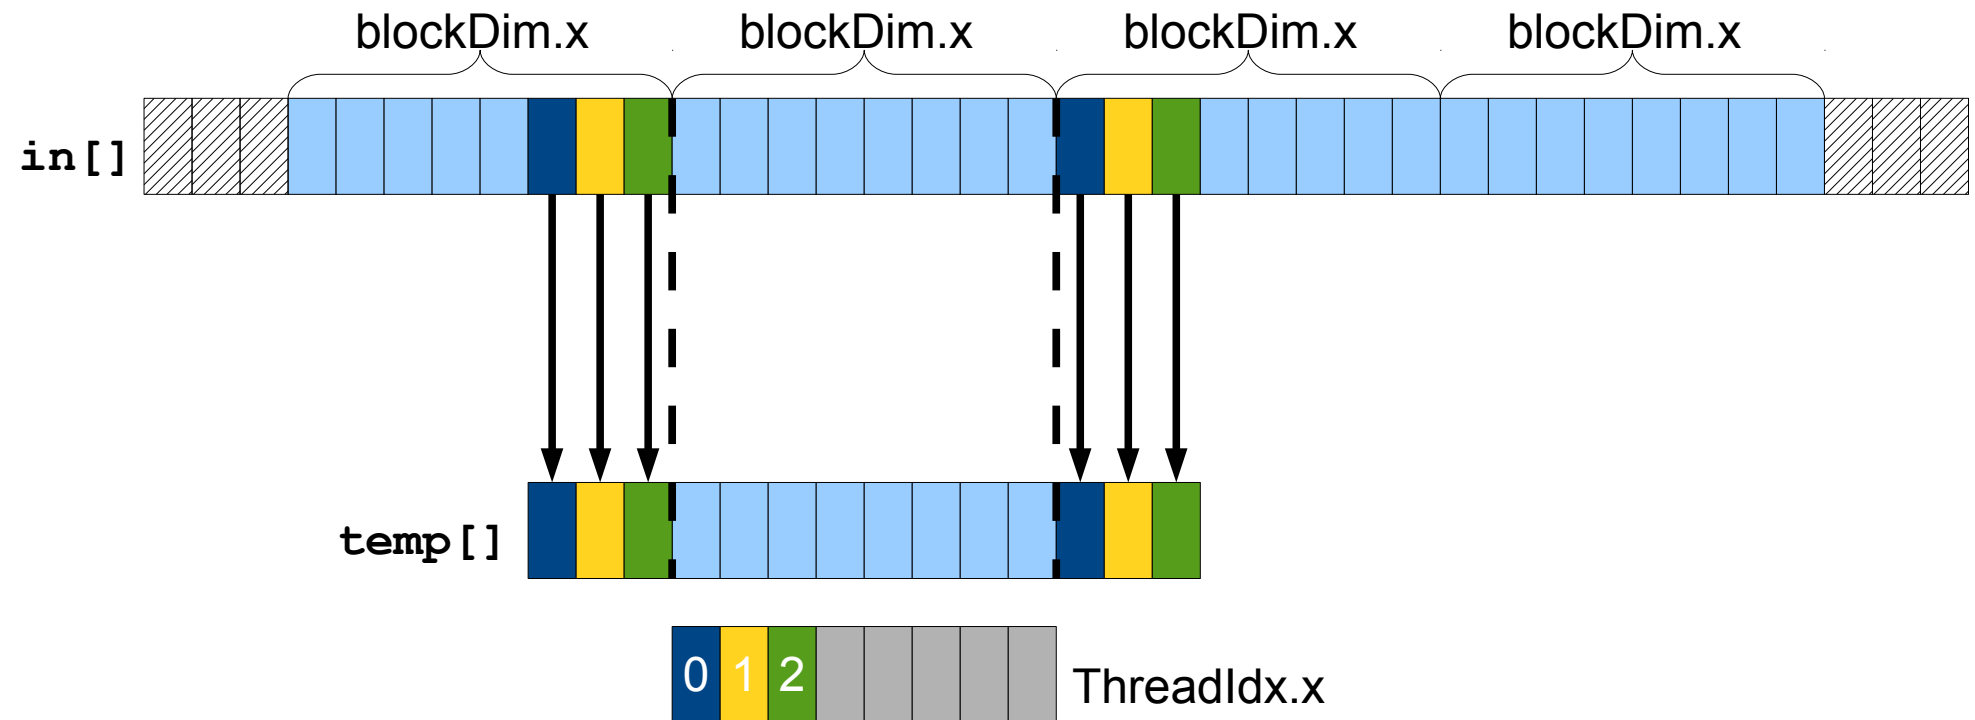 blockDim.x blockDim.x blockDim.x blockDim.x
in[]
temp[]
0 1 2
ThreadIdx.x